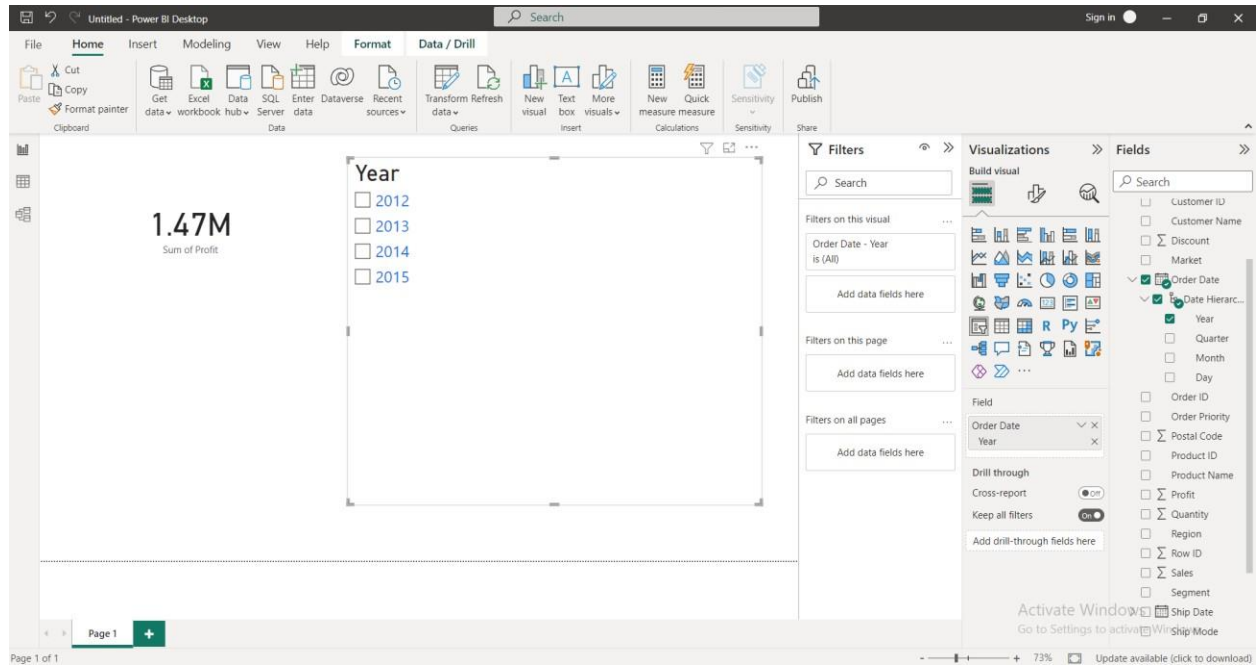 Untitled - Power BI Desktop
Search
Sign in
File Home Insert Modeling View Help Format Data / Drill
Paste
Cut
Copy
Format painter
Clipboard
Get data
Excel workbook
Data hub
SQL Server
Enter data
Dataverse
Recent sources
Data
Transform data
Refresh
Queries
New visual
Text box
More visuals
Insert
New measure
Quick measure
Calculations
Sensitivity
Sensitivity
Publish
Share
1.47M
Sum of Profit
Year
2012
2013
2014
2015
Filters
Search
Filters on this visual
Order Date - Year
is (All)
Add data fields here
Filters on this page
Add data fields here
Filters on all pages
Add data fields here
Visualizations
Build visual
123
R Py
Field
Order Date
Year
Drill through
Cross-report
Off
Keep all filters
On
Add drill-through fields here
Fields
Search
Customer ID
Customer Name
Discount
Market
Order Date
Date Hierarc...
Year
Quarter
Month
Day
Order ID
Order Priority
Postal Code
Product ID
Product Name
Profit
Quantity
Region
Row ID
Sales
Segment
Ship Date
Ship Mode
Activate Windows
Go to Settings to activate Windows.
Page 1
Page 1 of 1
73%
Update available (click to download)